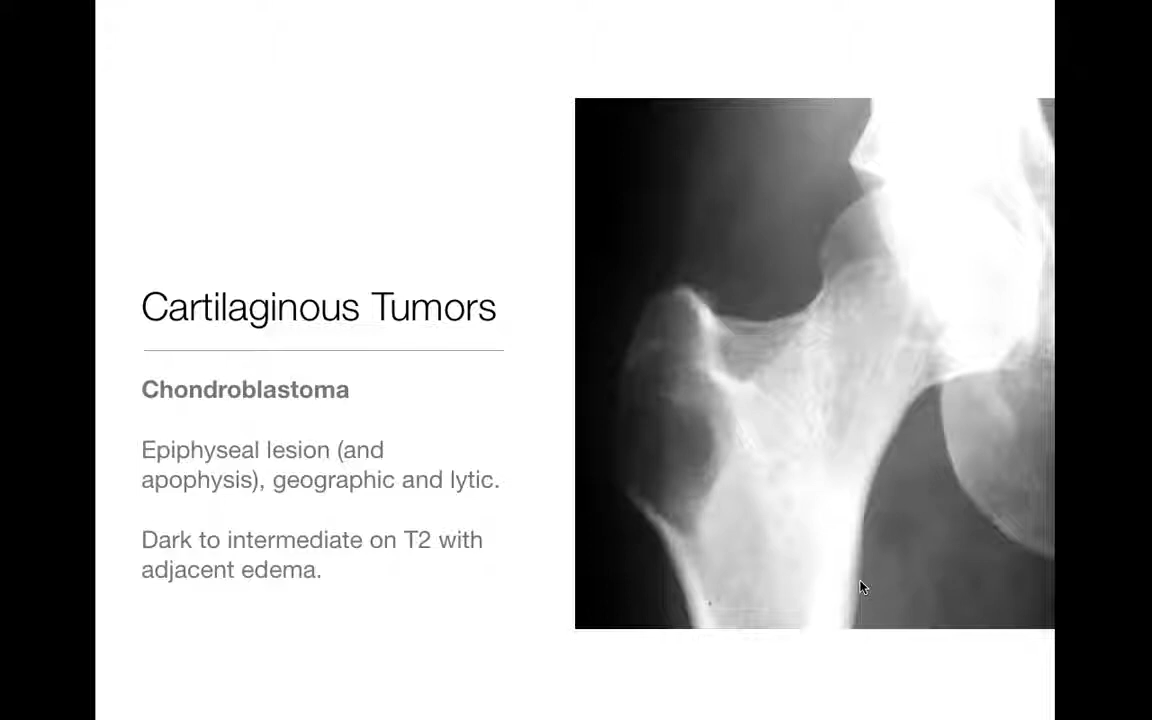 Cartilaginous Tumors
Chondroblastoma
Epiphyseal lesion (and
apophysis), geographic and lytic.
Dark to intermediate on T2 with
adjacent edema.